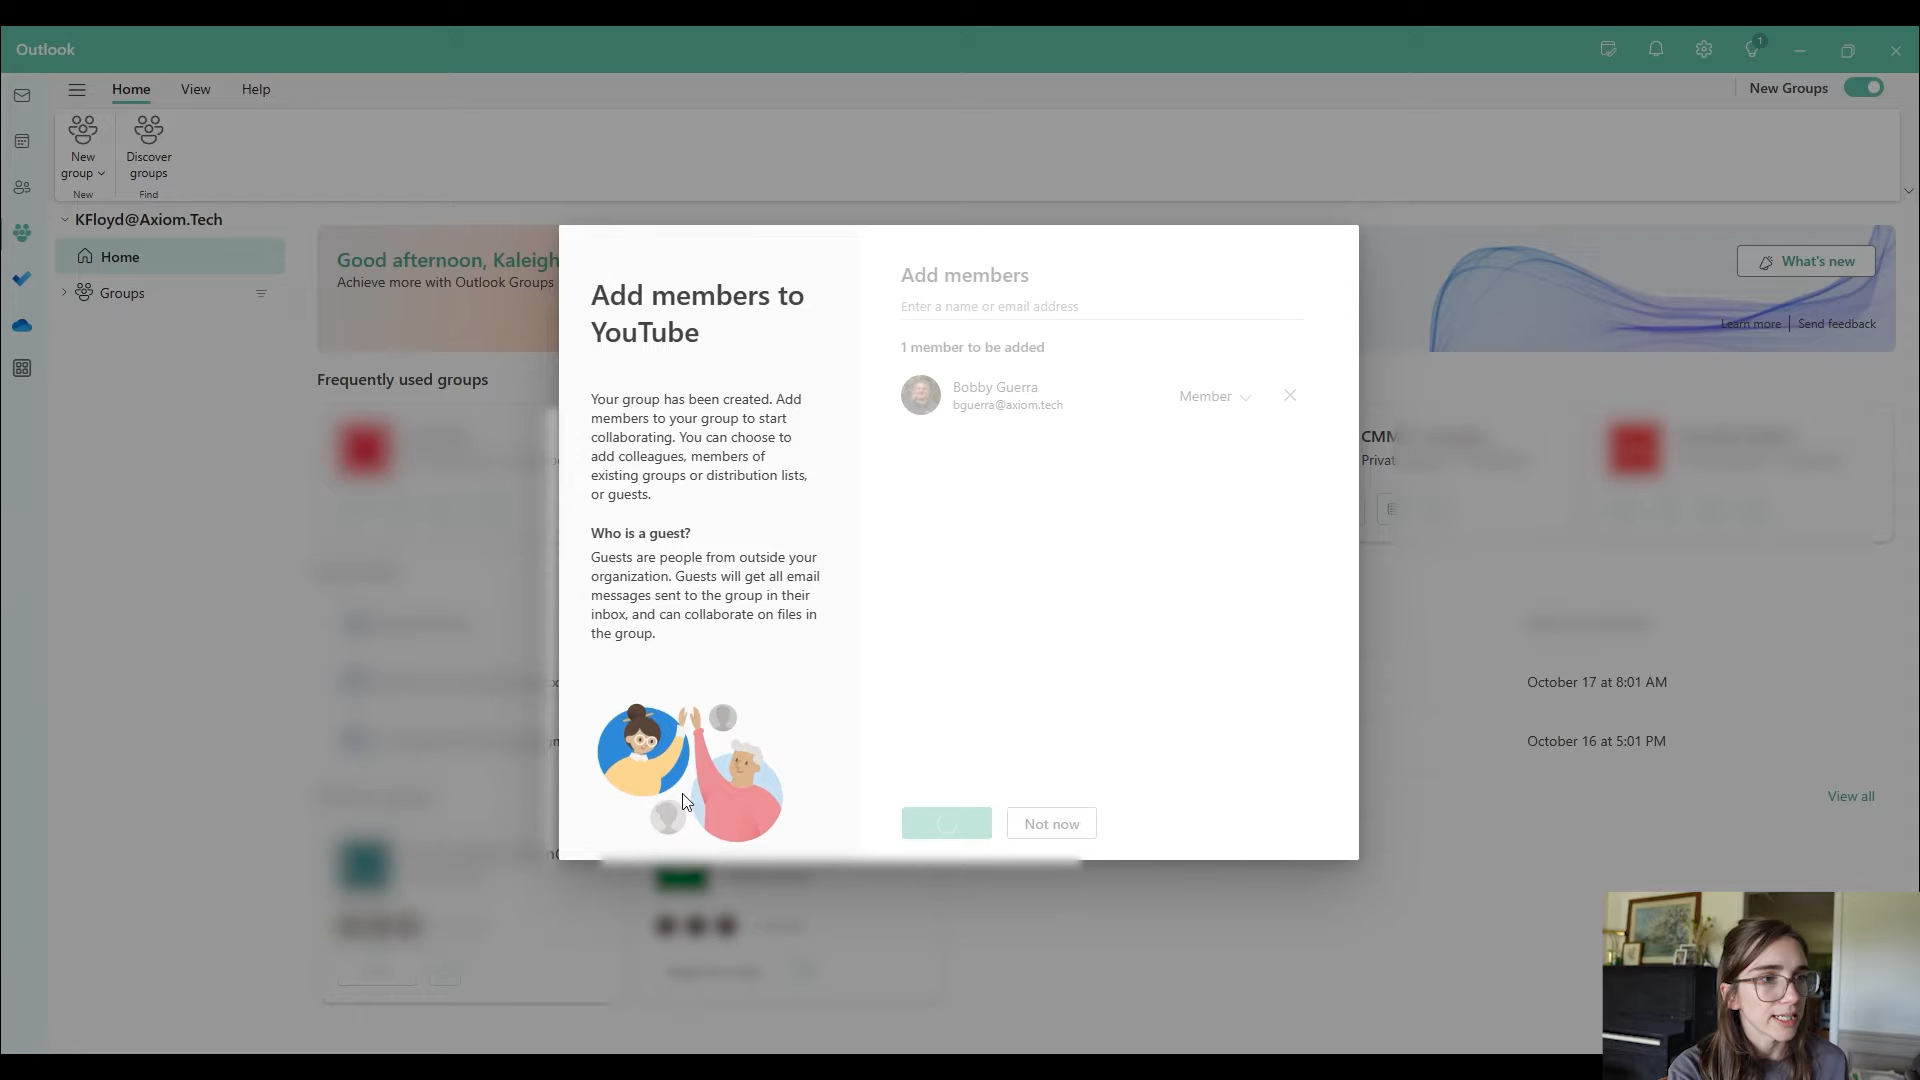 Outlook
1
Home
View
Help
New Groups
New
group
Discover
groups
New
Find
KFloyd@Axiom.Tech
Home
Groups
Good afternoon, Kaleigh
Achieve more with Outlook Groups
What's new
Learn more | Send feedback
Frequently used groups
CMM
Privat
October 17 at 8:01 AM
October 16 at 5:01 PM
View all
Add members to
YouTube
Your group has been created. Add
members to your group to start
collaborating. You can choose to
add colleagues, members of
existing groups or distribution lists,
or guests.
Who is a guest?
Guests are people from outside your
organization. Guests will get all email
messages sent to the group in their
inbox, and can collaborate on files in
the group.
Add members
Enter a name or email address
1 member to be added
Bobby Guerra
bguerra@axiom.tech
Member
Not now